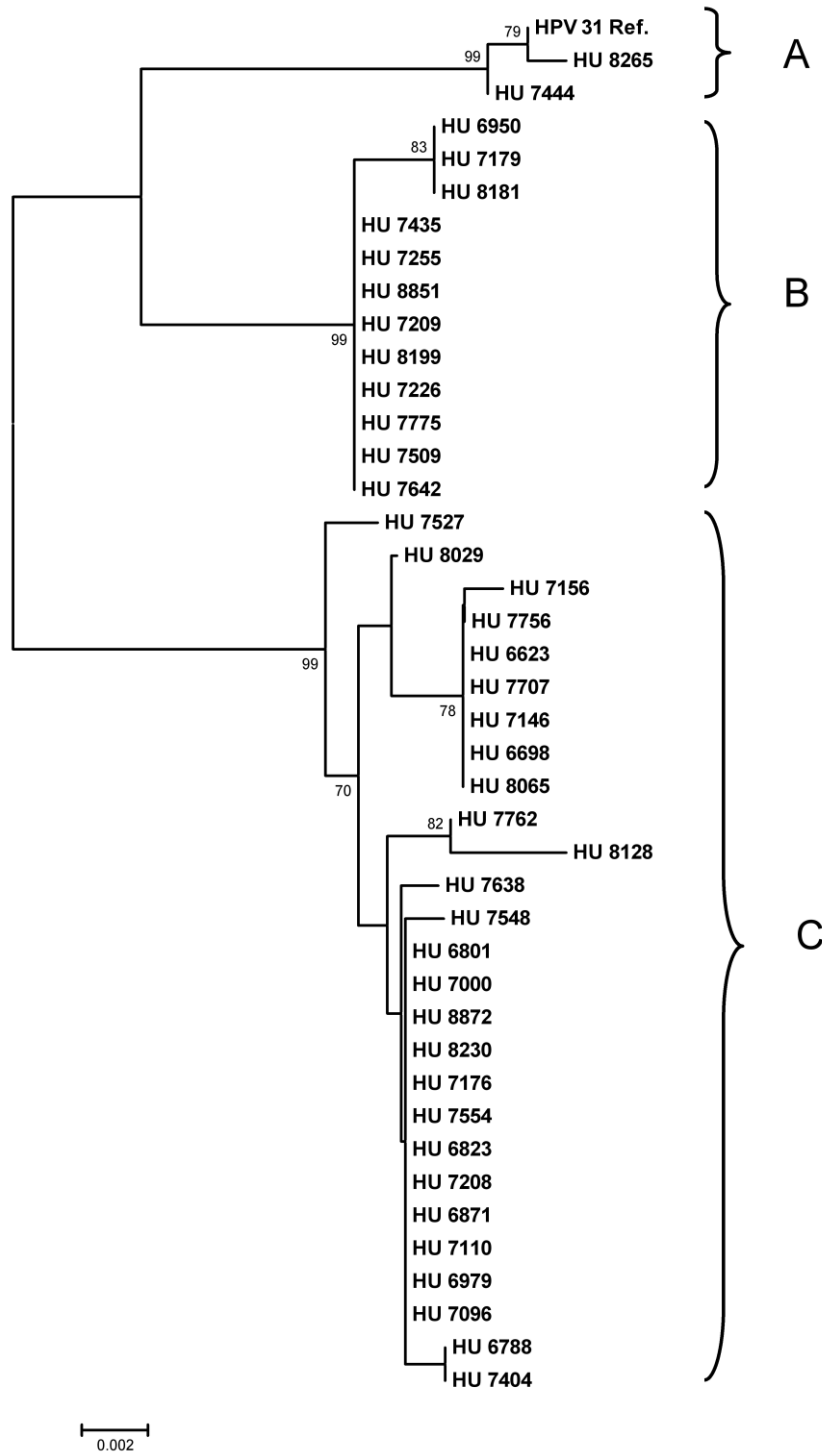 79
HPV 31 Ref.
A
99
HU 8265
HU 7444
HU 6950
83
HU 7179
HU 8181
HU 7435
HU 7255
HU 8851
B
HU 7209
99
HU 8199
HU 7226
HU 7775
HU 7509
HU 7642
HU 7527
HU 8029
HU 7156
HU 7756
HU 6623
99
HU 7707
78
HU 7146
HU 6698
HU 8065
70
82
HU 7762
HU 8128
HU 7638
HU 7548
C
HU 6801
HU 7000
HU 8872
HU 8230
HU 7176
HU 7554
HU 6823
HU 7208
HU 6871
HU 7110
HU 6979
HU 7096
HU 6788
HU 7404
0.002